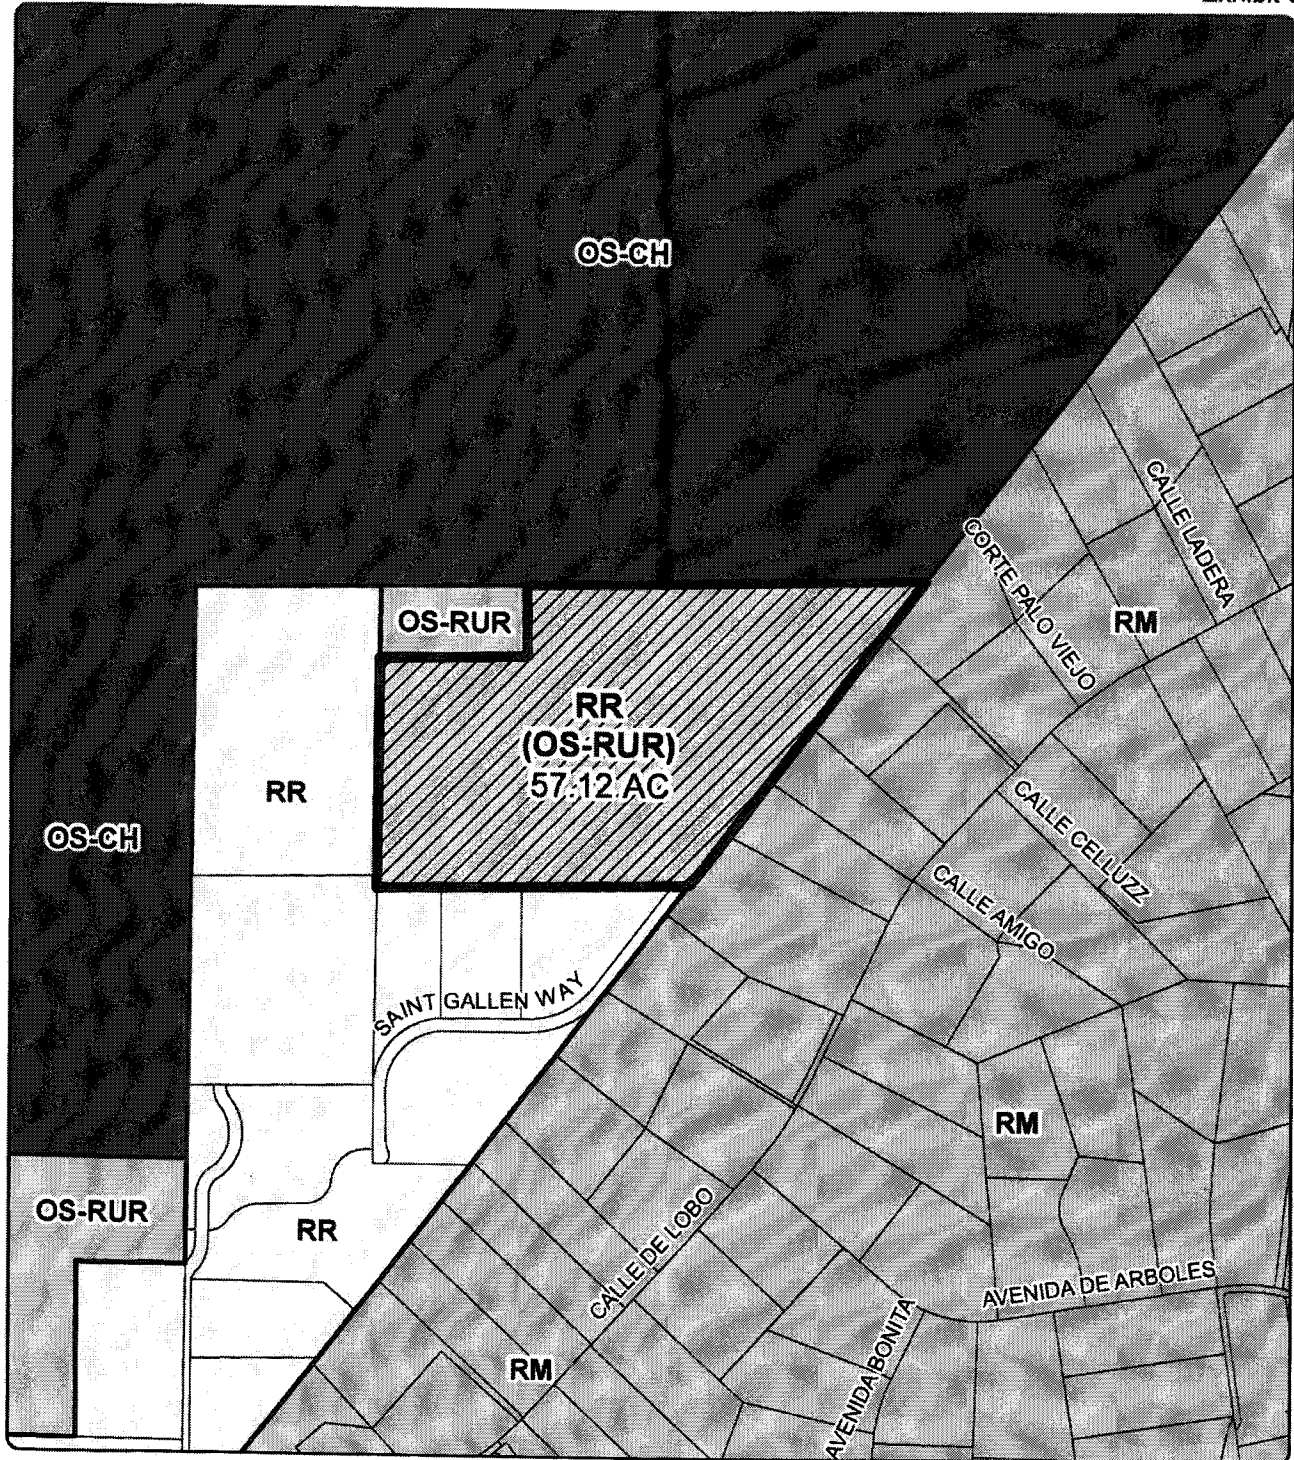 OS-CH
CALLE LADERA
CORTE PALO VIEJO
RM
OS-RUR
RR
(OS-RUR)
57.12 AC
RR
OS-CH
CALLE CELLUZZ
CALLE AMIGO
SAINT GALLEN WAY
RM
OS-RUR
RR
CALLE DE LOBO
AVENIDA DE ARBOLES
AVENIDA BONITA
RM